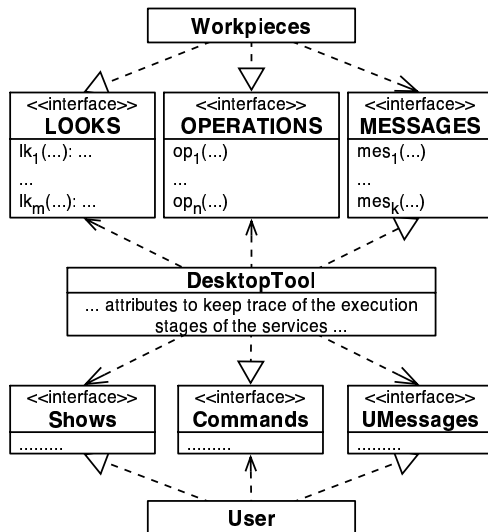 Workpieces
<<interface>> <<interface>> <<interface>>
LOOKS OPERATIONS MESSAGES
lk1(...): ... op1(...) mes1(...)
... ... ...
lkm(...): ... opn(...) mesk(...)
DesktopTool
... attributes to keep trace of the execution
stages of the services ...
<<interface>> <<interface>> <<interface>>
Shows Commands UMessages
......... ......... .........
User